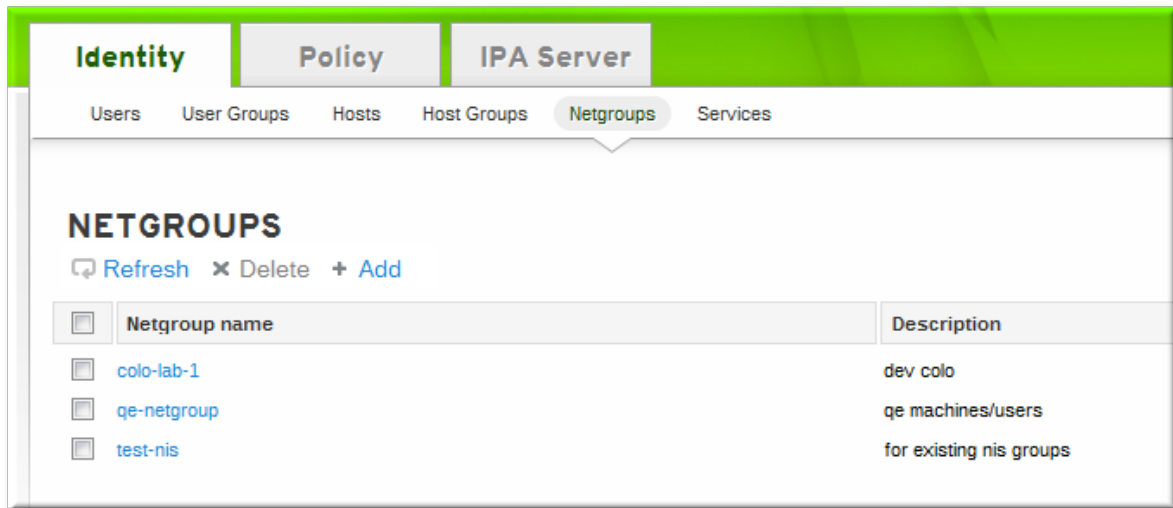 Identity Policy IPA Server
Users User Groups Hosts Host Groups Netgroups Services
NETGROUPS
Refresh Delete Add
Netgroup name Description
colo-lab-1 dev colo
qe-netgroup qe machines/users
test-nis for existing nis groups